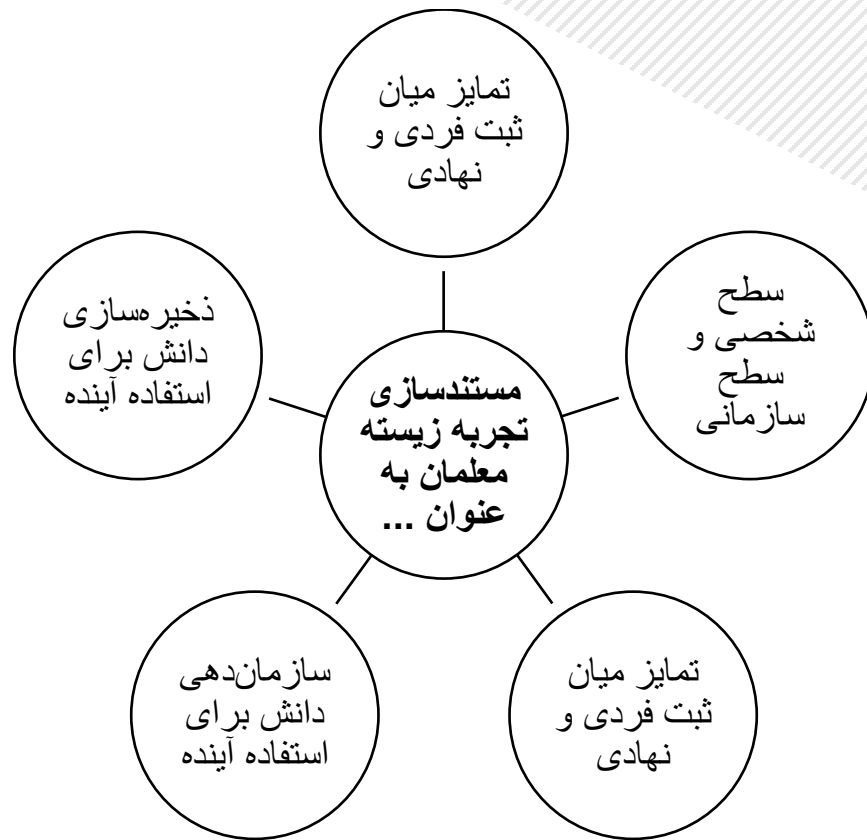 تمایز میان
ثبت فردی و
نهادی
سطح
شخصی و
سطح
سازمانی
ذخیره‌سازی
دانش برای
استفاده آینده
مستندسازی
تجربه زیسته
معلمان به
عنوان ...
سازمان‌دهی
دانش برای
استفاده آینده
تمایز میان
ثبت فردی و
نهادی